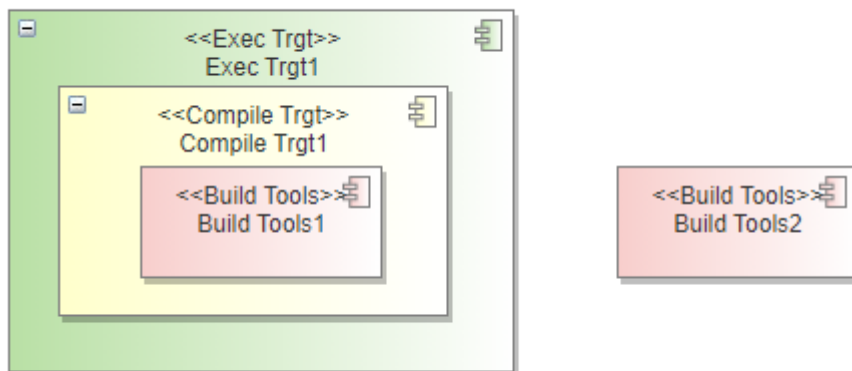 <<Exec Trgt>>
Exec Trgt1
<<Compile Trgt>>
Compile Trgt1
<<Build Tools>>
Build Tools1
<<Build Tools>>
Build Tools2